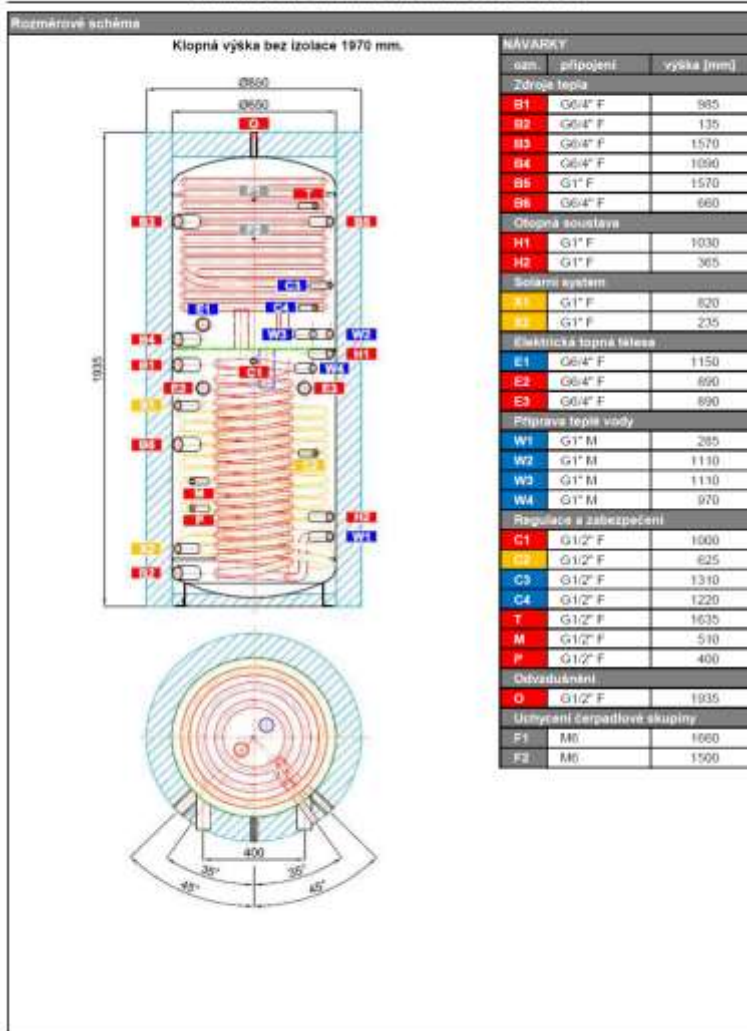 Rozměrové schéma
Klopná výška bez izolace 1970 mm.
Ø850
Ø650
O
T
B3
B5
C3
C4
E1
W3
W2
B4
H1
B1
W4
C1
E2
E3
B6
M
P
H2
W1
B2
1935
400
35°
35°
45°
45°
NÁVARKY
ozn. připojení výška [mm]
Zdroje tepla
B1 G6/4" F 985
B2 G6/4" F 135
B3 G6/4" F 1570
B4 G6/4" F 1090
B5 G1" F 1570
B6 G6/4" F 660
Otopná soustava
H1 G1" F 1030
H2 G1" F 365
Solární systém
G1" F 820
G1" F 235
Elektrická topná tělesa
E1 G6/4" F 1150
E2 G6/4" F 890
E3 G6/4" F 890
Příprava teplé vody
W1 G1" M 285
W2 G1" M 1110
W3 G1" M 1110
W4 G1" M 970
Regulace a zabezpečení
C1 G1/2" F 1000
C2 G1/2" F 625
C3 G1/2" F 1310
C4 G1/2" F 1220
T G1/2" F 1635
M G1/2" F 510
P G1/2" F 400
Odvzdušnění
O G1/2" F 1935
Uchycení čerpadlové skupiny
F1 M6 1660
F2 M6 1500